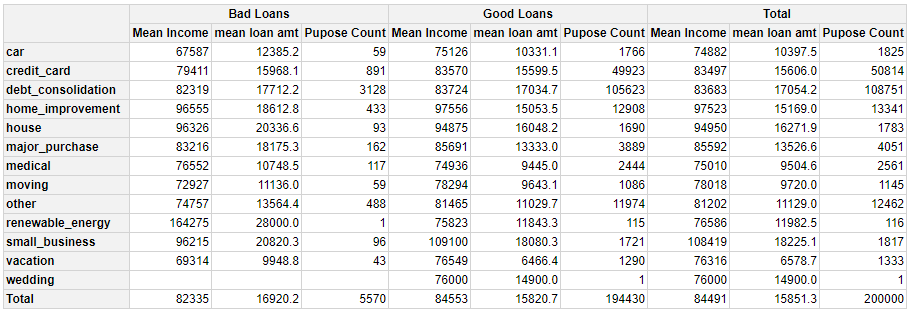 Bad Loans Good Loans Total
Mean Income mean loan amt Pupose Count Mean Income mean loan amt Pupose Count Mean Income mean loan amt Pupose Count
car 67587 12385.2 59 75126 10331.1 1766 74882 10397.5 1825
credit_card 79411 15968.1 891 83570 15599.5 49923 83497 15606.0 50814
debt_consolidation 82319 17712.2 3128 83724 17034.7 105623 83683 17054.2 108751
home_improvement 96555 18612.8 433 97556 15053.5 12908 97523 15169.0 13341
house 96326 20336.6 93 94875 16048.2 1690 94950 16271.9 1783
major_purchase 83216 18175.3 162 85691 13333.0 3889 85592 13526.6 4051
medical 76552 10748.5 117 74936 9445.0 2444 75010 9504.6 2561
moving 72927 11136.0 59 78294 9643.1 1086 78018 9720.0 1145
other 74757 13564.4 488 81465 11029.7 11974 81202 11129.0 12462
renewable_energy 164275 28000.0 1 75823 11843.3 115 76586 11982.5 116
small_business 96215 20820.3 96 109100 18080.3 1721 108419 18225.1 1817
vacation 69314 9948.8 43 76549 6466.4 1290 76316 6578.7 1333
wedding 76000 14900.0 1 76000 14900.0 1
Total 82335 16920.2 5570 84553 15820.7 194430 84491 15851.3 200000